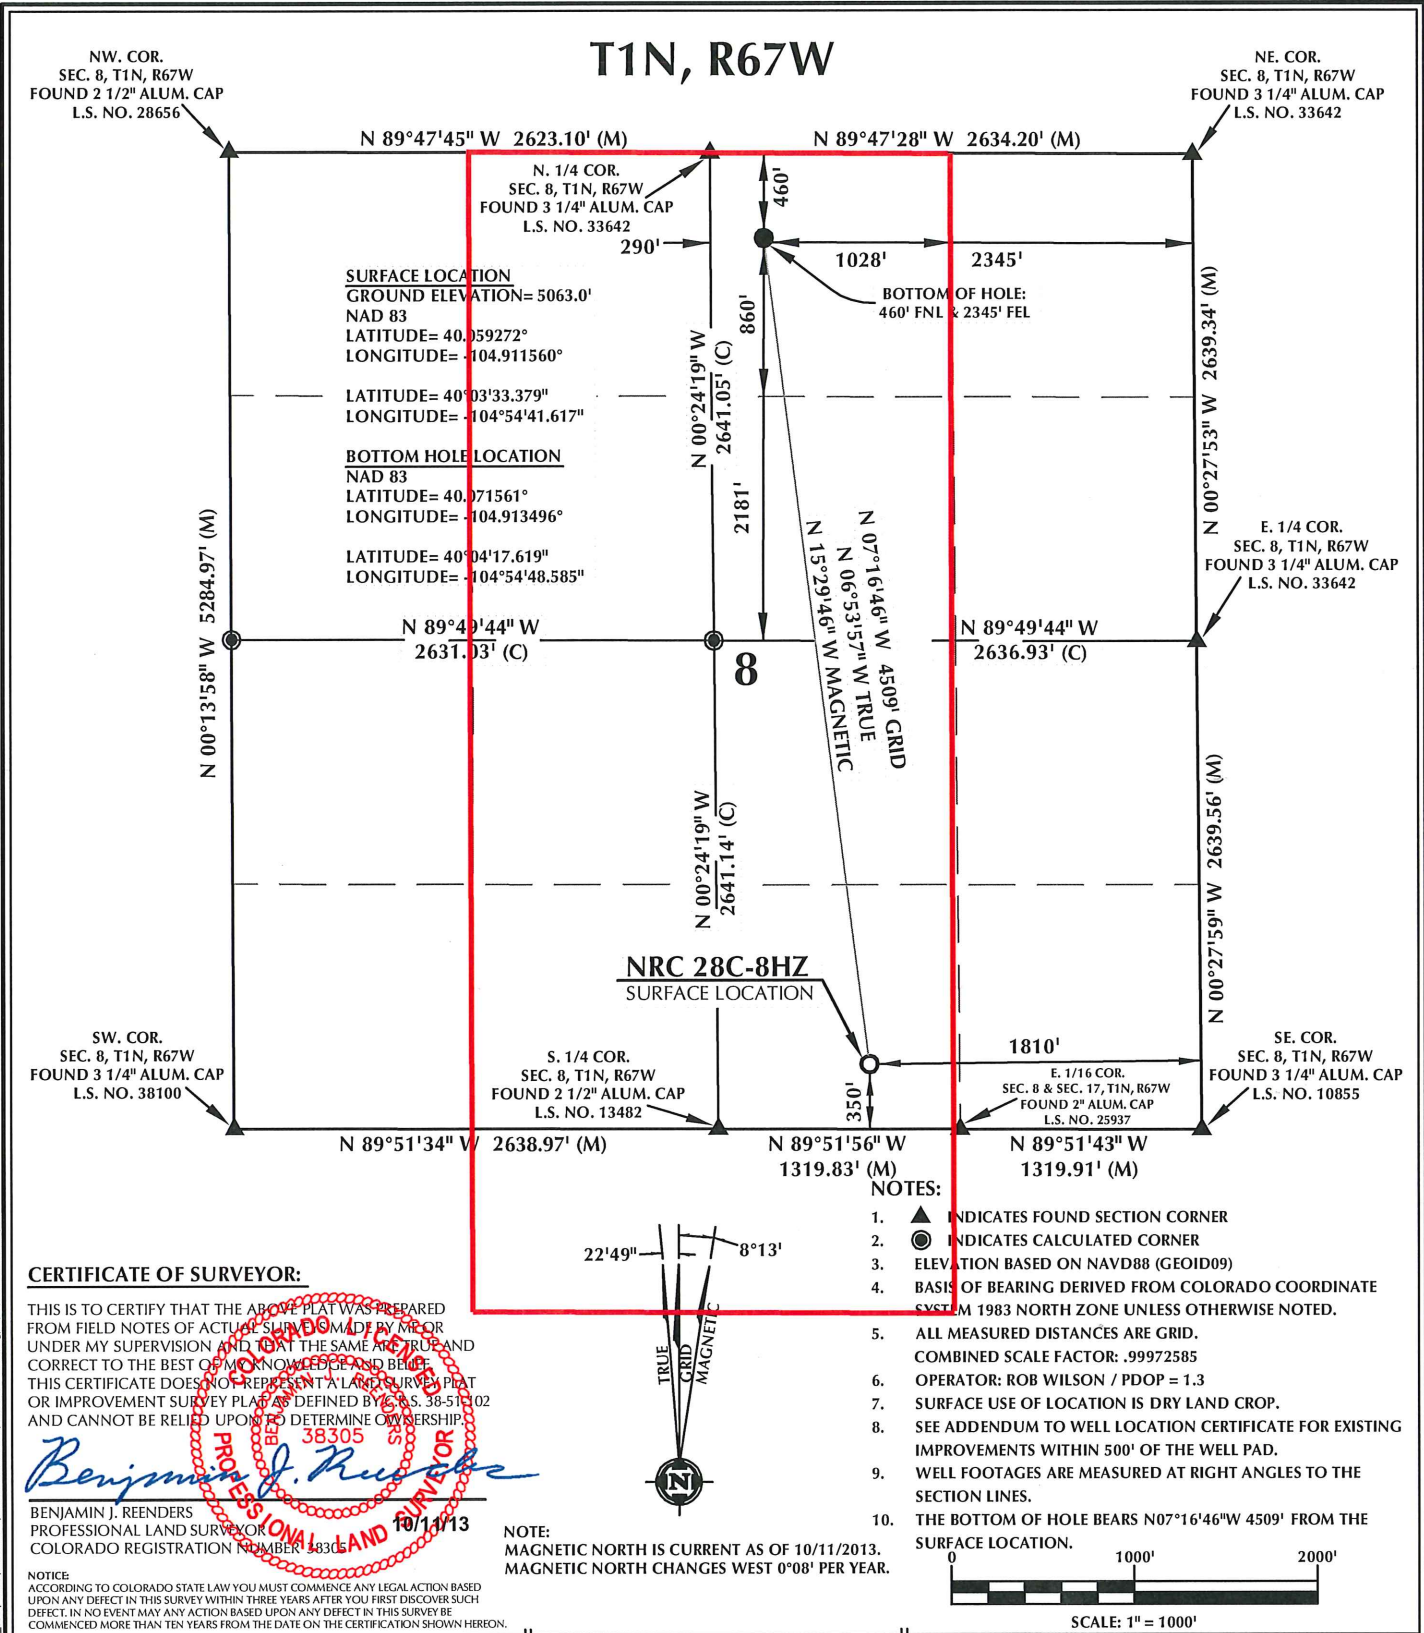 T1N, R67W
NW. COR.
SEC. 8, T1N, R67W
FOUND 2 1/2" ALUM. CAP
L.S. NO. 28656
NE. COR.
SEC. 8, T1N, R67W
FOUND 3 1/4" ALUM. CAP
L.S. NO. 33642
N 89°47'45" W 2623.10' (M)
N 89°47'28" W 2634.20' (M)
N. 1/4 COR.
SEC. 8, T1N, R67W
FOUND 3 1/4" ALUM. CAP
L.S. NO. 33642
460'
290'
1028'
2345'
BOTTOM OF HOLE:
460' FNL & 2345' FEL
860'
SURFACE LOCATION
GROUND ELEVATION= 5063.0'
NAD 83
LATITUDE= 40.059272°
LONGITUDE= -104.911560°
LATITUDE= 40°03'33.379"
LONGITUDE= -104°54'41.617"
BOTTOM HOLE LOCATION
NAD 83
LATITUDE= 40.071561°
LONGITUDE= -104.913496°
LATITUDE= 40°04'17.619"
LONGITUDE= -104°54'48.585"
N 00°24'19" W
2641.05' (C)
2181'
N 00°27'53" W 2639.34' (M)
N 00°13'58" W 5284.97' (M)
N 07°16'46" W 4509' GRID
N 06°53'57" W TRUE
N 15°29'46" W MAGNETIC
E. 1/4 COR.
SEC. 8, T1N, R67W
FOUND 3 1/4" ALUM. CAP
L.S. NO. 33642
N 89°49'44" W
2631.03' (C)
8
N 89°49'44" W
2636.93' (C)
N 00°24'19" W
2641.14' (C)
N 00°27'59" W 2639.56' (M)
NRC 28C-8HZ
SURFACE LOCATION
1810'
350'
SW. COR.
SEC. 8, T1N, R67W
FOUND 3 1/4" ALUM. CAP
L.S. NO. 38100
S. 1/4 COR.
SEC. 8, T1N, R67W
FOUND 2 1/2" ALUM. CAP
L.S. NO. 13482
E. 1/16 COR.
SEC. 8 & SEC. 17, T1N, R67W
FOUND 2" ALUM. CAP
L.S. NO. 25937
SE. COR.
SEC. 8, T1N, R67W
FOUND 3 1/4" ALUM. CAP
L.S. NO. 10855
N 89°51'34" W 2638.97' (M)
N 89°51'56" W
1319.83' (M)
N 89°51'43" W
1319.91' (M)
NOTES:
1. INDICATES FOUND SECTION CORNER
2. INDICATES CALCULATED CORNER
3. ELEVATION BASED ON NAVD88 (GEOID09)
4. BASIS OF BEARING DERIVED FROM COLORADO COORDINATE
SYSTEM 1983 NORTH ZONE UNLESS OTHERWISE NOTED.
5. ALL MEASURED DISTANCES ARE GRID.
COMBINED SCALE FACTOR: .99972585
6. OPERATOR: ROB WILSON / PDOP = 1.3
7. SURFACE USE OF LOCATION IS DRY LAND CROP.
8. SEE ADDENDUM TO WELL LOCATION CERTIFICATE FOR EXISTING
IMPROVEMENTS WITHIN 500' OF THE WELL PAD.
9. WELL FOOTAGES ARE MEASURED AT RIGHT ANGLES TO THE
SECTION LINES.
10. THE BOTTOM OF HOLE BEARS N07°16'46"W 4509' FROM THE
SURFACE LOCATION.
22'49"
8°13'
TRUE
GRID
MAGNETIC
N
CERTIFICATE OF SURVEYOR:
THIS IS TO CERTIFY THAT THE ABOVE PLAT WAS PREPARED
FROM FIELD NOTES OF ACTUAL SURVEYS MADE BY ME OR
UNDER MY SUPERVISION AND THAT THE SAME ARE TRUE AND
CORRECT TO THE BEST OF MY KNOWLEDGE AND BELIEF.
THIS CERTIFICATE DOES NOT REPRESENT A LAND SURVEY PLAT
OR IMPROVEMENT SURVEY PLAT AS DEFINED BY C.R.S. 38-51-102
AND CANNOT BE RELIED UPON TO DETERMINE OWNERSHIP.
COLORADO LICENSED
PROFESSIONAL LAND SURVEYOR
BENJAMIN J. REENDERS
38305
Benjamin J. Reenders
10/11/13
BENJAMIN J. REENDERS
PROFESSIONAL LAND SURVEYOR
COLORADO REGISTRATION NUMBER 38305
NOTICE:
ACCORDING TO COLORADO STATE LAW YOU MUST COMMENCE ANY LEGAL ACTION BASED
UPON ANY DEFECT IN THIS SURVEY WITHIN THREE YEARS AFTER YOU FIRST DISCOVER SUCH
DEFECT. IN NO EVENT MAY ANY ACTION BASED UPON ANY DEFECT IN THIS SURVEY BE
COMMENCED MORE THAN TEN YEARS FROM THE DATE ON THE CERTIFICATION SHOWN HEREON.
NOTE:
MAGNETIC NORTH IS CURRENT AS OF 10/11/2013.
MAGNETIC NORTH CHANGES WEST 0°08' PER YEAR.
0 1000' 2000'
SCALE: 1" = 1000'